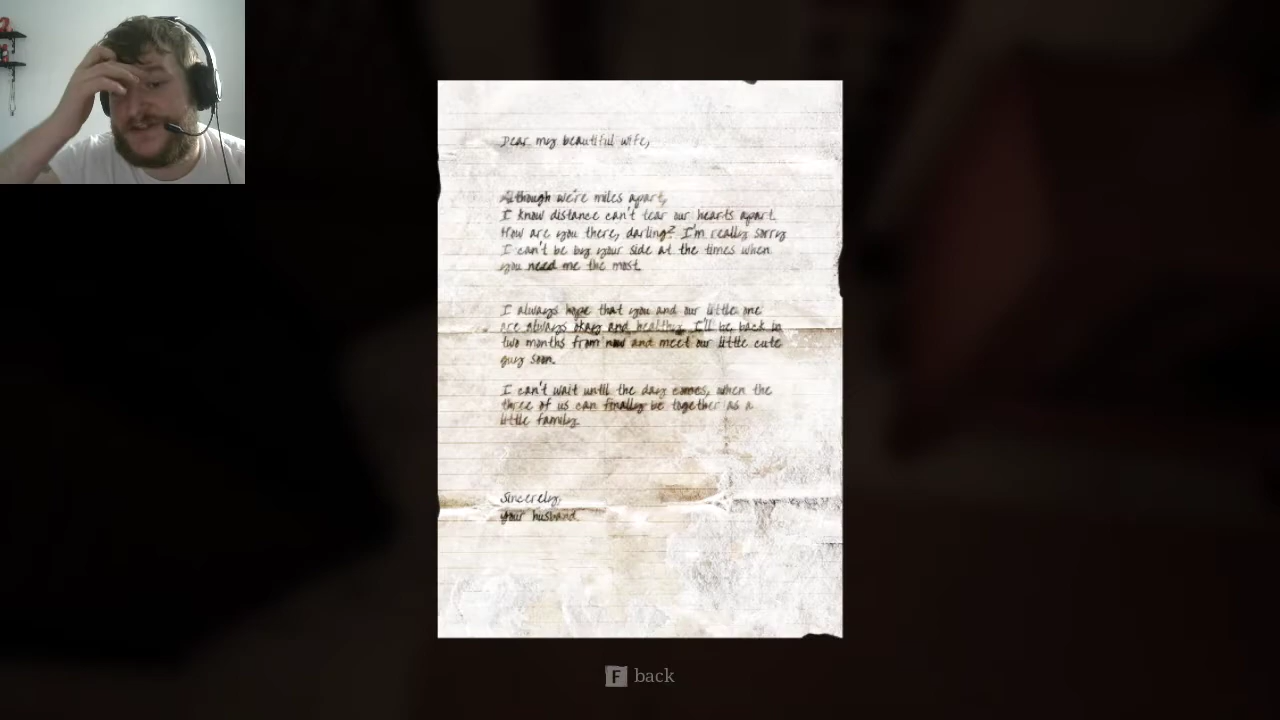 Dear my beautiful wife,
Although we're miles apart,
I know distance can't tear our hearts apart.
How are you there, darling? I'm really sorry
I can't be by your side at the times when
you need me the most.
I always hope that you and our little one
are always okay and healthy. I'll be back in
two months from now and meet our little cute
guy soon.
I can't wait until the day comes, when the
three of us can finally be together as a
little family.
Sincerely,
your husband.
F back